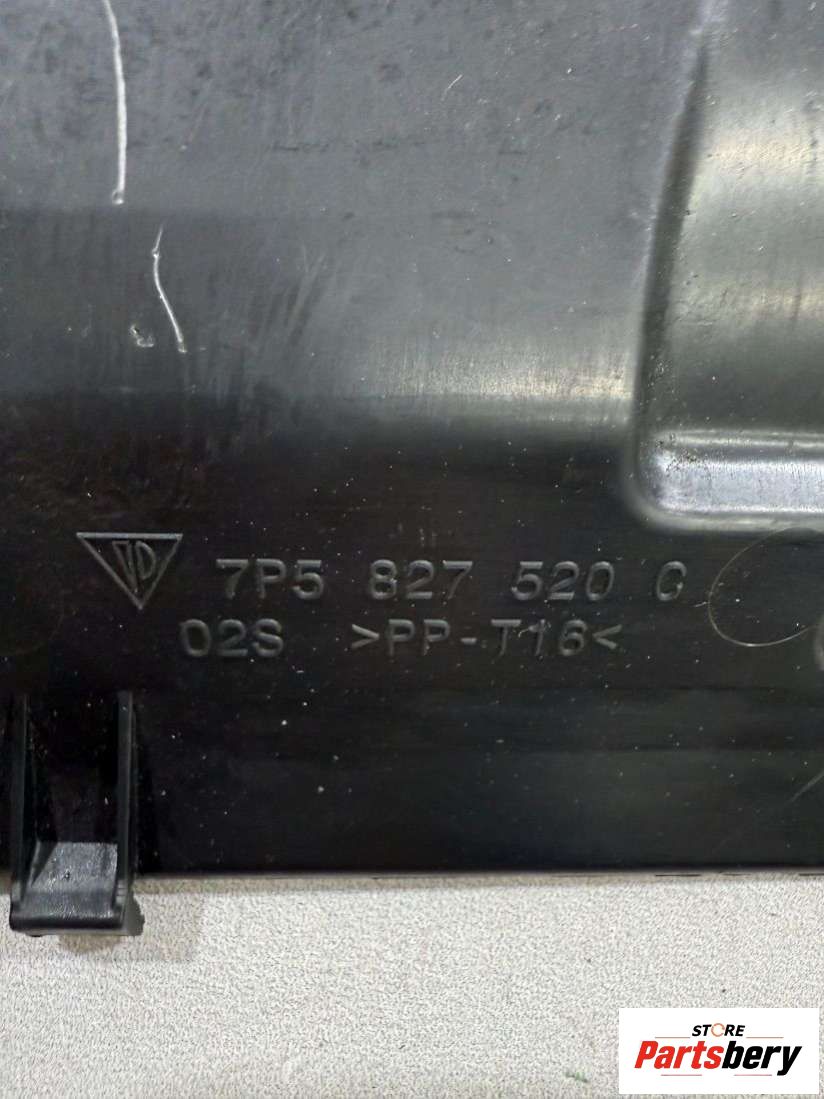 7P5 827 520 C
02S >PP-T16<
STORE
Partsbery